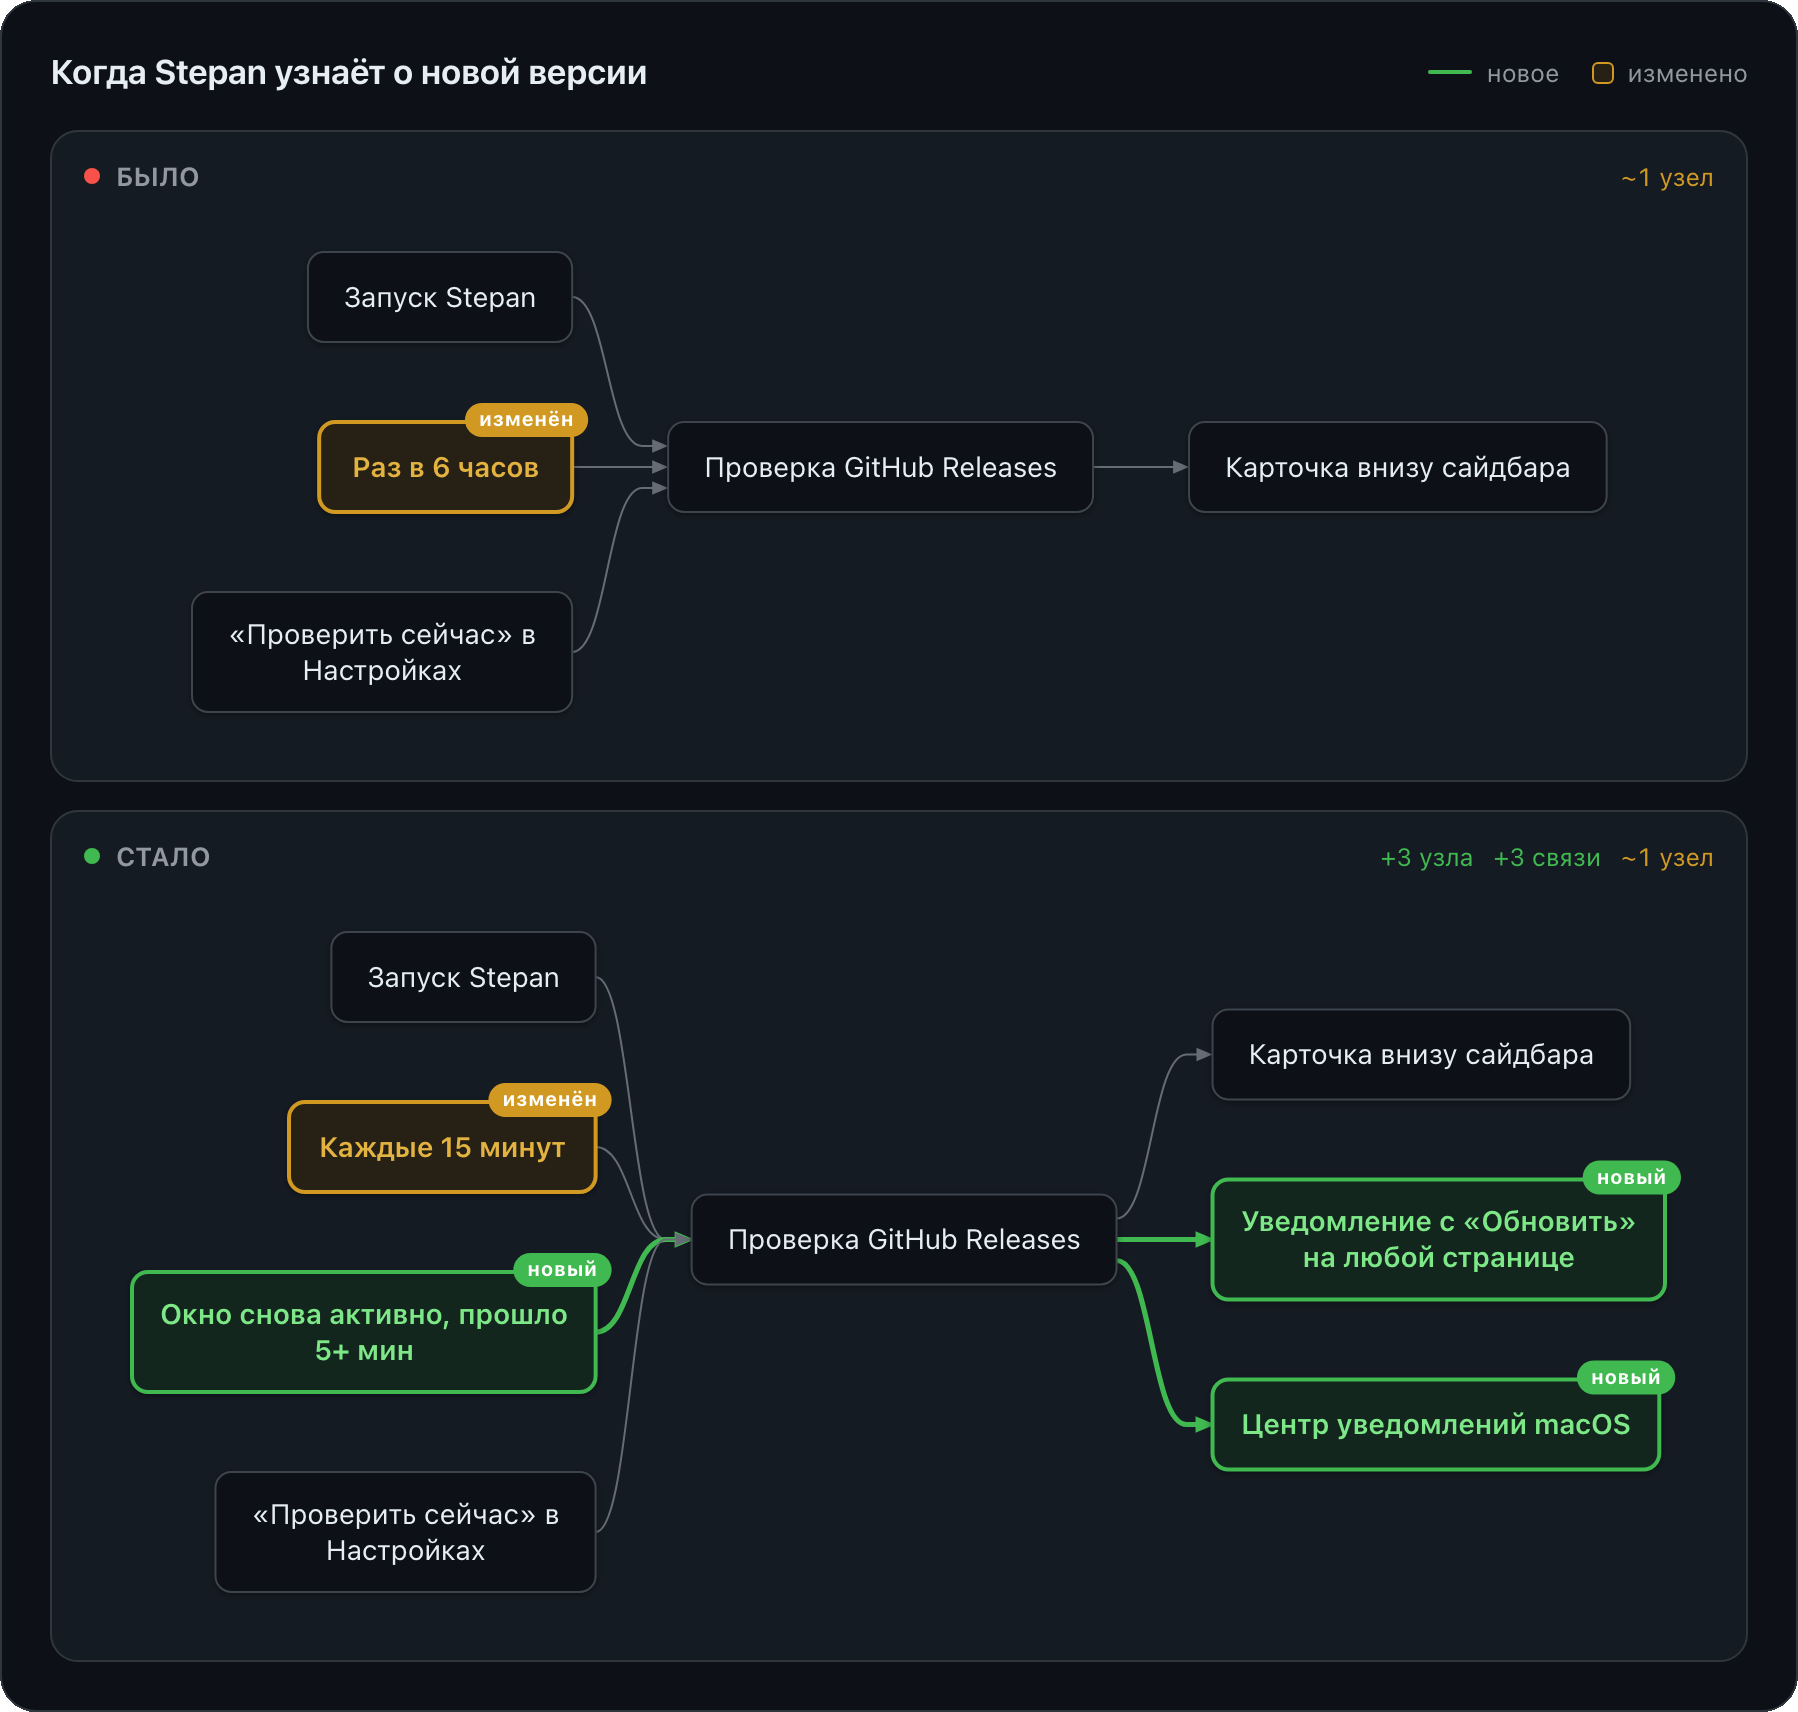 Когда Stepan узнаёт о новой версии
новое
изменено
БЫЛО
~1 узел
Запуск Stepan
изменён
Раз в 6 часов
Проверка GitHub Releases
Карточка внизу сайдбара
«Проверить сейчас» в
Настройках
СТАЛО
+3 узла +3 связи ~1 узел
Запуск Stepan
Карточка внизу сайдбара
изменён
Каждые 15 минут
новый
Уведомление с «Обновить»
на любой странице
Проверка GitHub Releases
новый
Окно снова активно, прошло
5+ мин
новый
Центр уведомлений macOS
«Проверить сейчас» в
Настройках